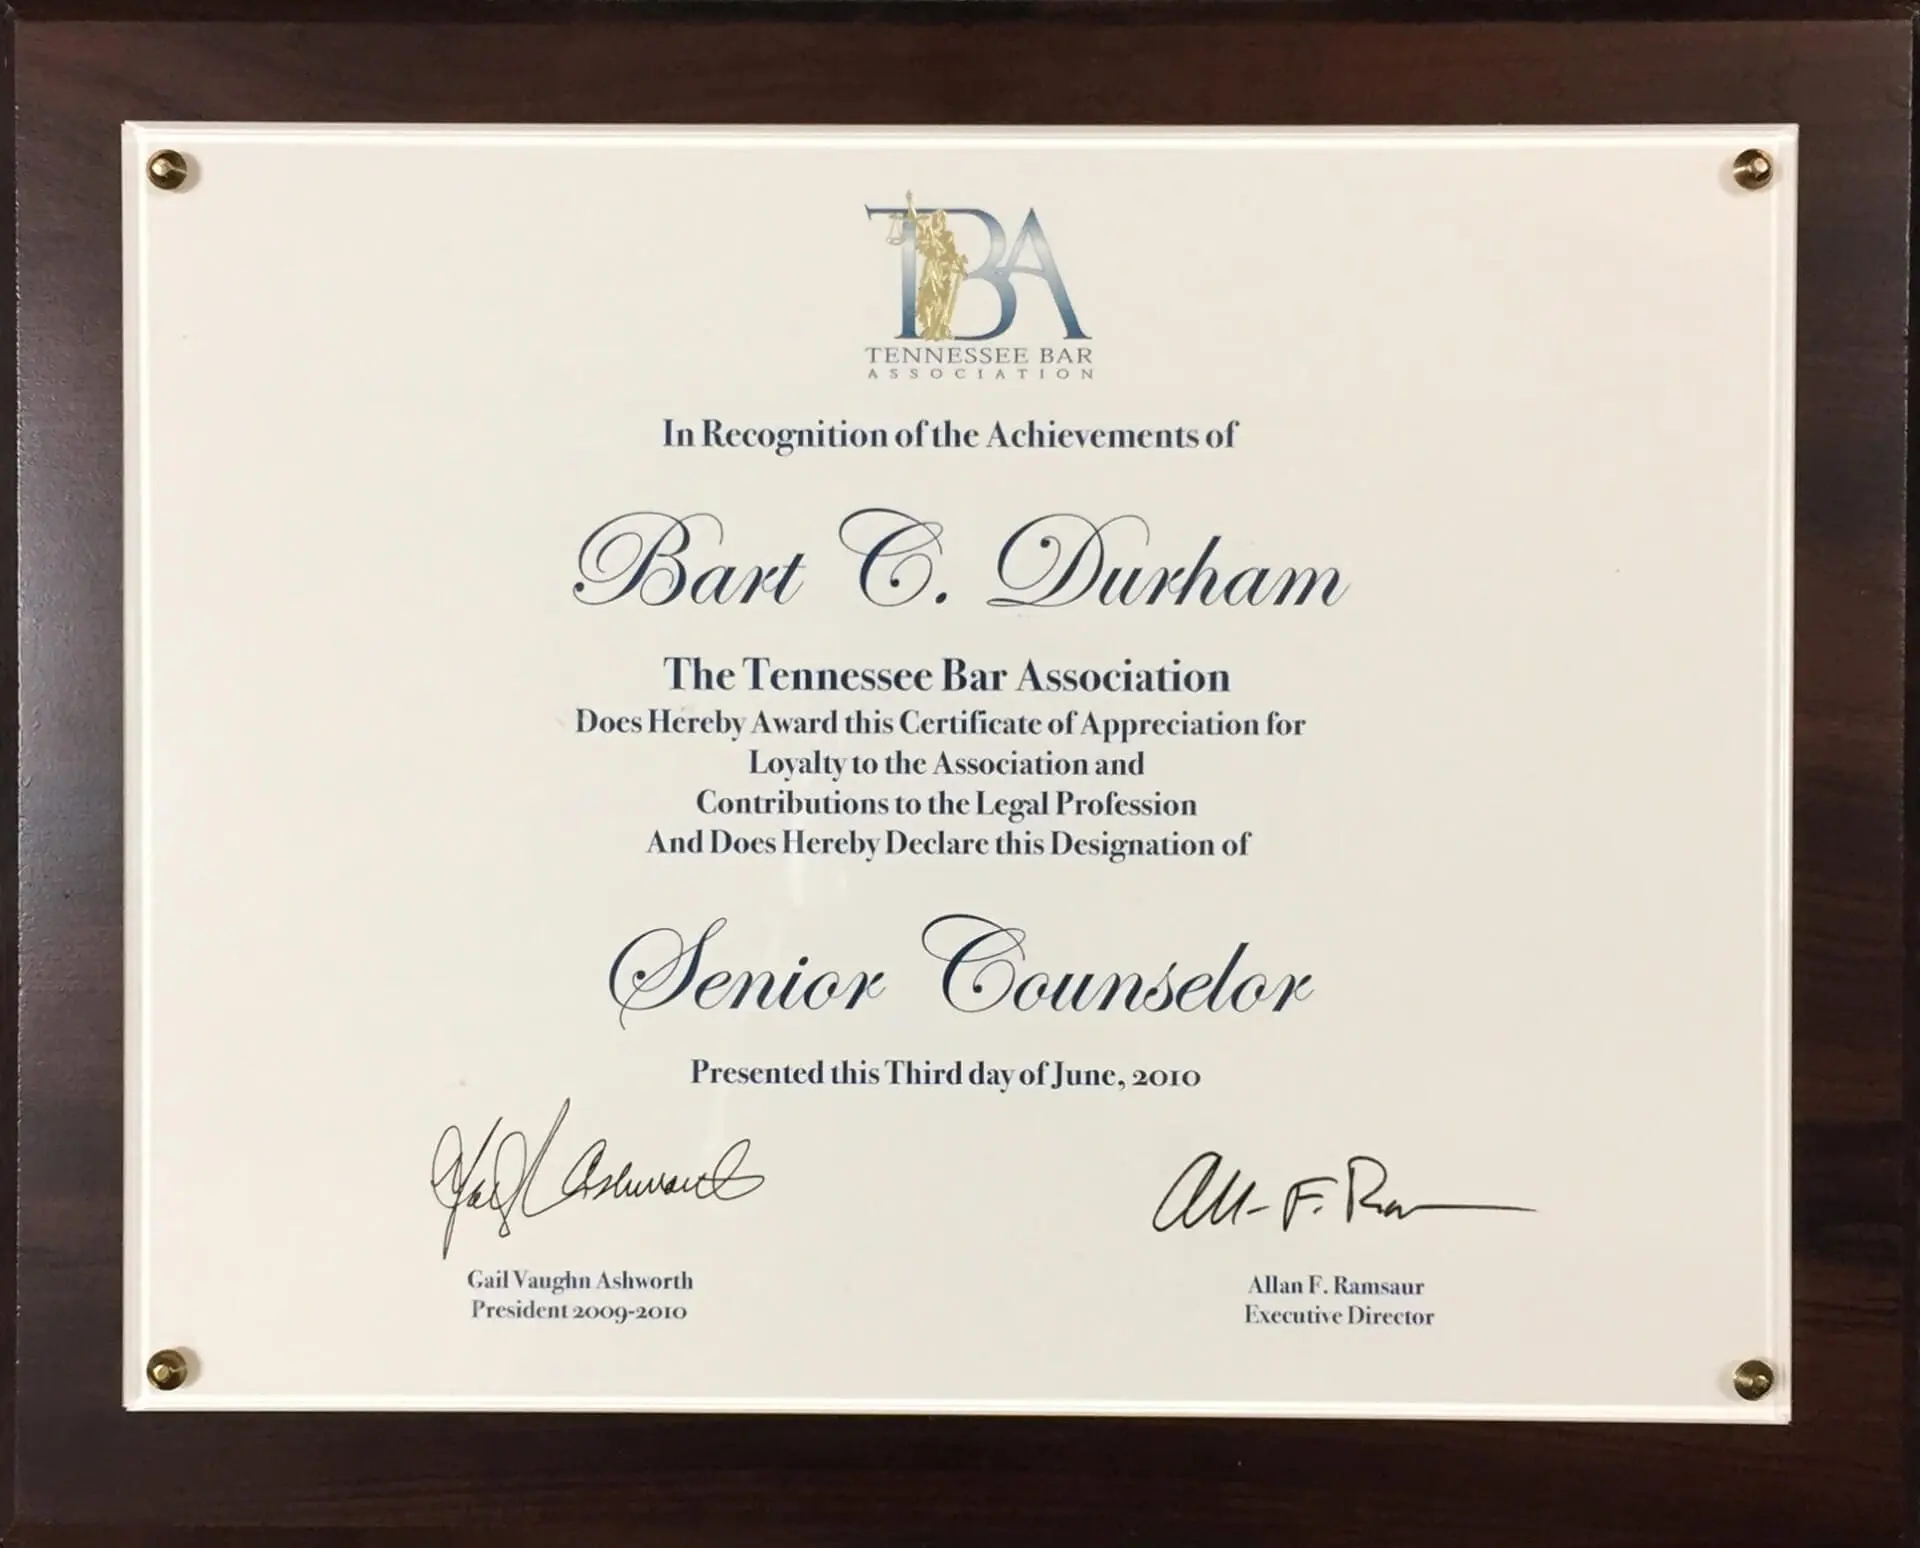 TBA
TENNESSEE BAR
ASSOCIATION
In Recognition of the Achievements of
Bart C. Durham
The Tennessee Bar Association
Does Hereby Award this Certificate of Appreciation for
Loyalty to the Association and
Contributions to the Legal Profession
And Does Hereby Declare this Designation of
Senior Counselor
Presented this Third day of June, 2010
Gail Vaughn Ashworth
President 2009-2010
Allan F. Ramsaur
Executive Director